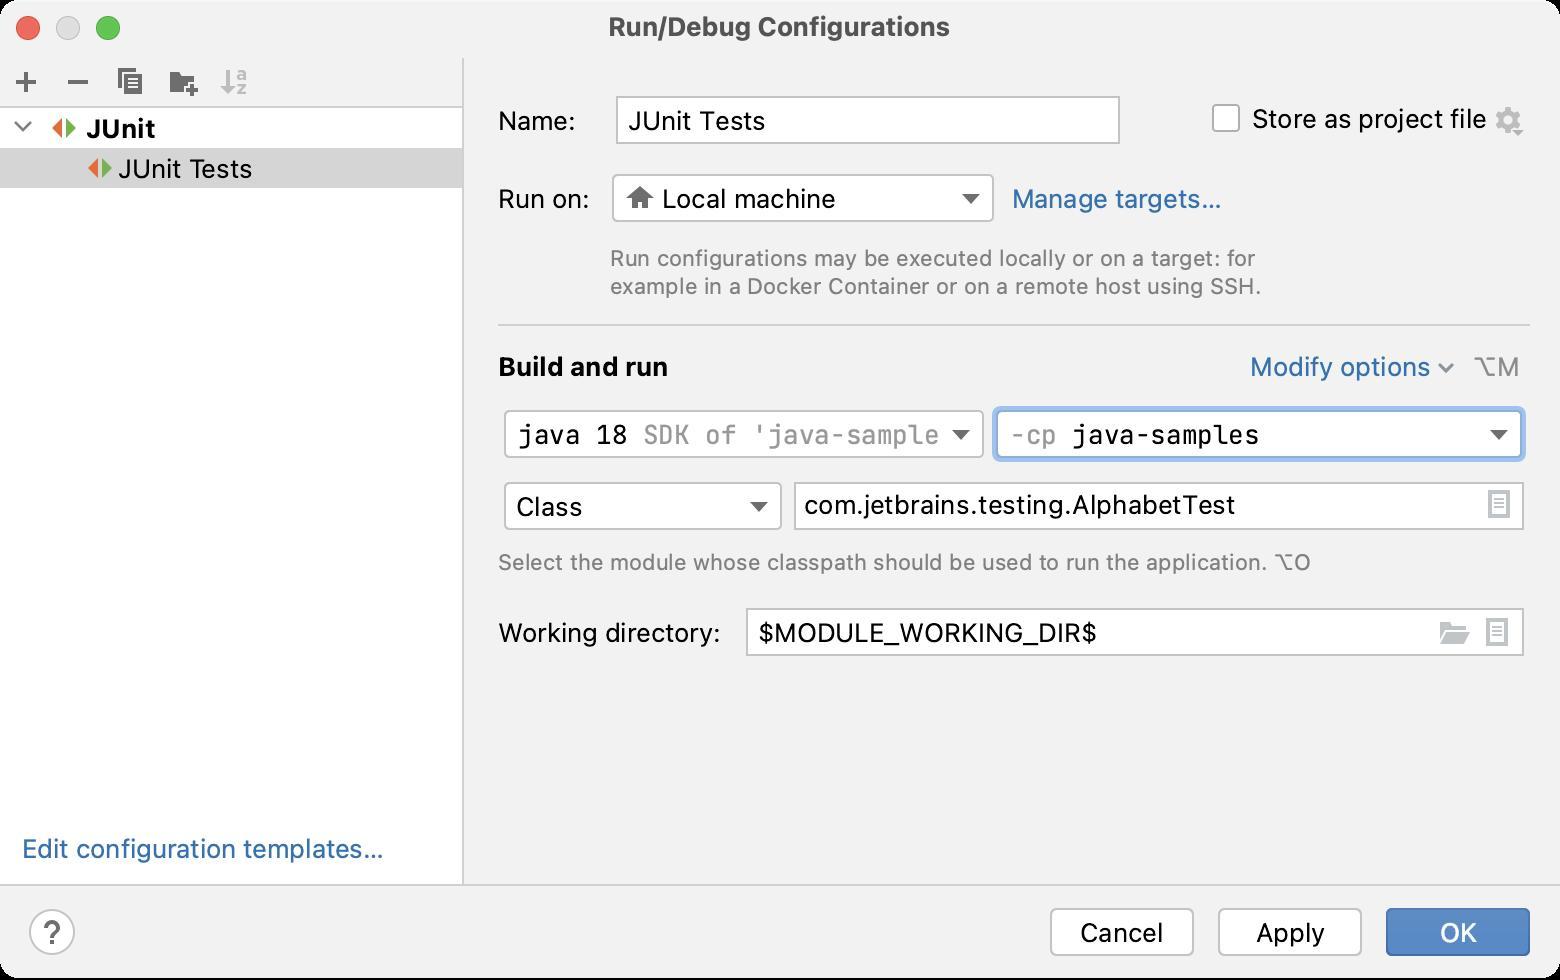 Run/Debug Configurations
JUnit
JUnit Tests
Edit configuration templates...
Name: JUnit Tests Store as project file
Run on: Local machine Manage targets...
Run configurations may be executed locally or on a target: for
example in a Docker Container or on a remote host using SSH.
Build and run Modify options ⌥M
java 18 SDK of 'java-sample -cp java-samples
Class com.jetbrains.testing.AlphabetTest
Select the module whose classpath should be used to run the application. ⌥O
Working directory: $MODULE_WORKING_DIR$
? Cancel Apply OK